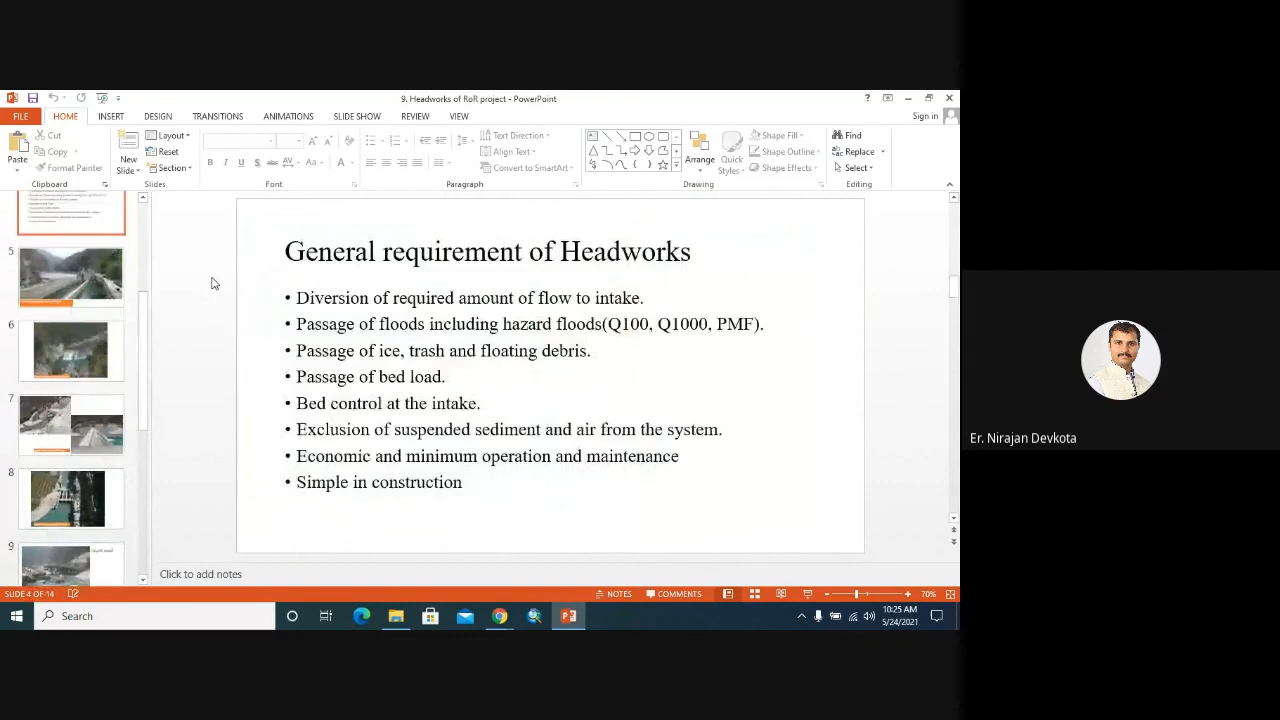 9. Headworks of RoR project - PowerPoint
Sign in
FILE HOME INSERT DESIGN TRANSITIONS ANIMATIONS SLIDE SHOW REVIEW VIEW
Cut
Copy
Format Painter
Paste
Clipboard
New
Slide
Layout
Reset
Section
Slides
Font
Text Direction
Align Text
Convert to SmartArt
Paragraph
Arrange
Quick
Styles
Shape Fill
Shape Outline
Shape Effects
Drawing
Find
Replace
Select
Editing
5
6
7
8
9
General requirement of Headworks
• Diversion of required amount of flow to intake.
• Passage of floods including hazard floods(Q100, Q1000, PMF).
• Passage of ice, trash and floating debris.
• Passage of bed load.
• Bed control at the intake.
• Exclusion of suspended sediment and air from the system.
• Economic and minimum operation and maintenance
• Simple in construction
Click to add notes
SLIDE 4 OF 14
NOTES COMMENTS 70%
Search
10:25 AM
5/24/2021
Er. Nirajan Devkota